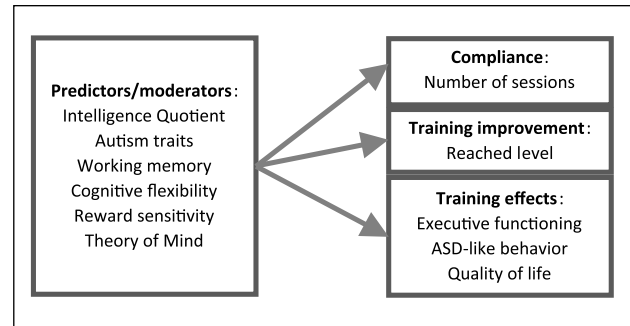 Predictors/moderators:
Intelligence Quotient
Autism traits
Working memory
Cognitive flexibility
Reward sensitivity
Theory of Mind
Compliance:
Number of sessions
Training improvement:
Reached level
Training effects:
Executive functioning
ASD-like behavior
Quality of life